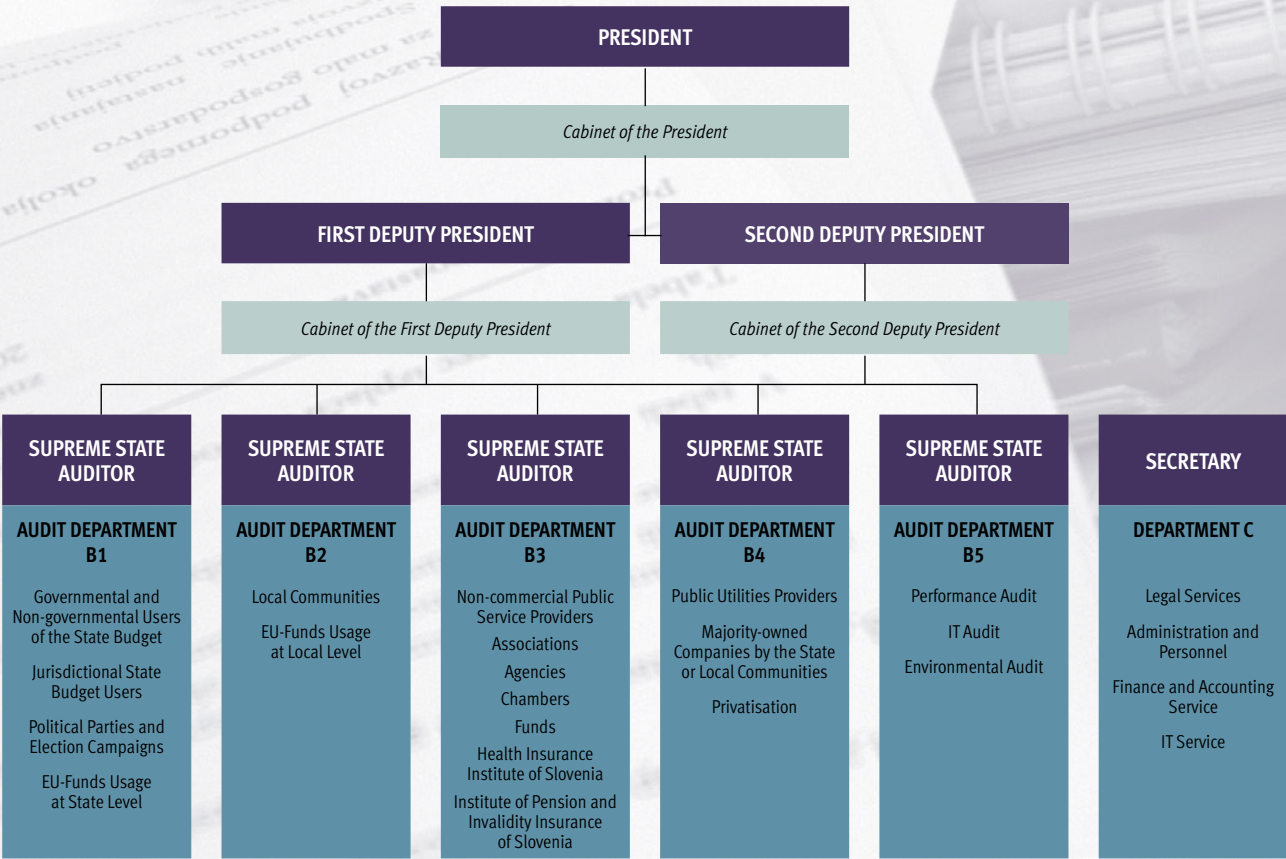 PRESIDENT
Cabinet of the President
FIRST DEPUTY PRESIDENT
SECOND DEPUTY PRESIDENT
Cabinet of the First Deputy President
Cabinet of the Second Deputy President
SUPREME STATE
AUDITOR
AUDIT DEPARTMENT
B1
Governmental and
Non-governmental Users
of the State Budget
Jurisdictional State
Budget Users
Political Parties and
Election Campaigns
EU-Funds Usage
at State Level
SUPREME STATE
AUDITOR
AUDIT DEPARTMENT
B2
Local Communities
EU-Funds Usage
at Local Level
SUPREME STATE
AUDITOR
AUDIT DEPARTMENT
B3
Non-commercial Public
Service Providers
Associations
Agencies
Chambers
Funds
Health Insurance
Institute of Slovenia
Institute of Pension and
Invalidity Insurance
of Slovenia
SUPREME STATE
AUDITOR
AUDIT DEPARTMENT
B4
Public Utilities Providers
Majority-owned
Companies by the State
or Local Communities
Privatisation
SUPREME STATE
AUDITOR
AUDIT DEPARTMENT
B5
Performance Audit
IT Audit
Environmental Audit
SECRETARY
DEPARTMENT C
Legal Services
Administration and
Personnel
Finance and Accounting
Service
IT Service